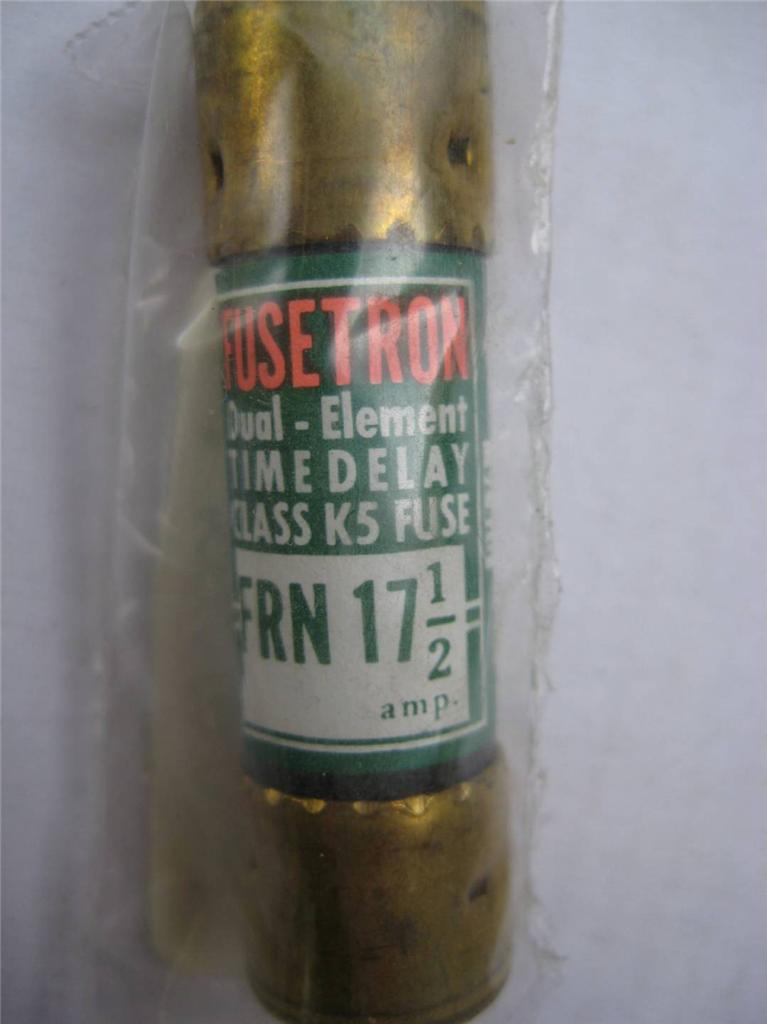 FUSETRON
Dual - Element
TIME DELAY
CLASS K5 FUSE
FRN 17 1/2
amp.